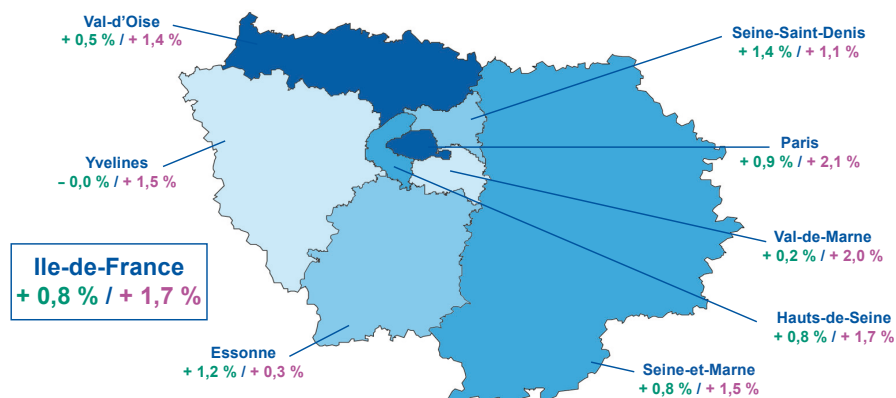 Val-d'Oise
+ 0,5 % / + 1,4 %
Seine-Saint-Denis
+ 1,4 % / + 1,1 %
Yvelines
– 0,0 % / + 1,5 %
Paris
+ 0,9 % / + 2,1 %
Val-de-Marne
+ 0,2 % / + 2,0 %
Ile-de-France
+ 0,8 % / + 1,7 %
Hauts-de-Seine
+ 0,8 % / + 1,7 %
Essonne
+ 1,2 % / + 0,3 %
Seine-et-Marne
+ 0,8 % / + 1,5 %